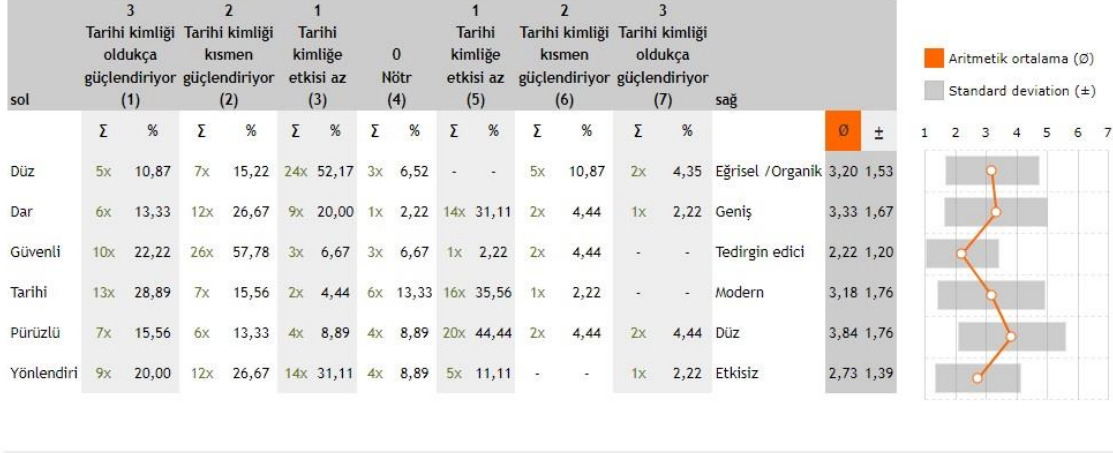 3 2 1 1 2 3
Tarihi kimliği Tarihi kimliği Tarihi Tarihi Tarihi kimliği Tarihi kimliği
oldukça kısmen kimliğe 0 kimliğe kısmen oldukça
güçlendiriyor güçlendiriyor etkisi az Nötr etkisi az güçlendiriyor güçlendiriyor
sol (1) (2) (3) (4) (5) (6) (7) sağ
Aritmetik ortalama (Ø)
Standard deviation (±)
Σ % Σ % Σ % Σ % Σ % Σ % Σ % Ø ±
1 2 3 4 5 6 7
Düz 5x 10,87 7x 15,22 24x 52,17 3x 6,52 - - 5x 10,87 2x 4,35 Eğrisel /Organik 3,20 1,53
Dar 6x 13,33 12x 26,67 9x 20,00 1x 2,22 14x 31,11 2x 4,44 1x 2,22 Geniş 3,33 1,67
Güvenli 10x 22,22 26x 57,78 3x 6,67 3x 6,67 1x 2,22 2x 4,44 - - Tedirgin edici 2,22 1,20
Tarihi 13x 28,89 7x 15,56 2x 4,44 6x 13,33 16x 35,56 1x 2,22 - - Modern 3,18 1,76
Pürüzlü 7x 15,56 6x 13,33 4x 8,89 4x 8,89 20x 44,44 2x 4,44 2x 4,44 Düz 3,84 1,76
Yönlendiri 9x 20,00 12x 26,67 14x 31,11 4x 8,89 5x 11,11 - - 1x 2,22 Etkisiz 2,73 1,39